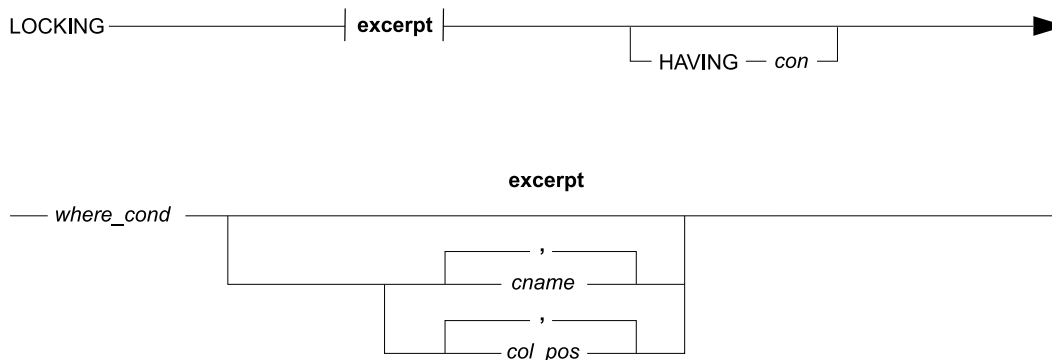 LOCKING excerpt
HAVING con
excerpt
where_cond
,
cname
,
col_pos